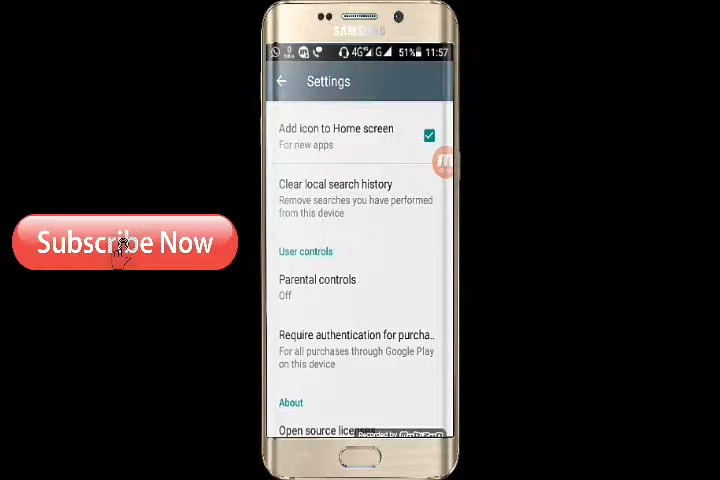 SAMSUNG
4G G 51% 11:57
Settings
Add icon to Home screen
For new apps
Clear local search history
Remove searches you have performed
from this device
Subscribe Now
User controls
Parental controls
Off
Require authentication for purcha..
For all purchases through Google Play
on this device
About
Open source licenses
Recorded by